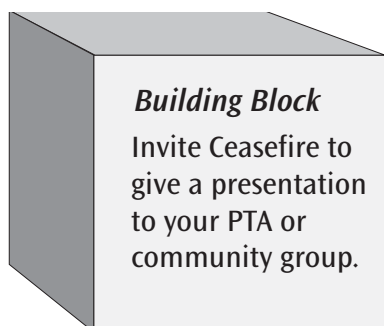 Building Block
Invite Ceasefire to
give a presentation
to your PTA or
community group.